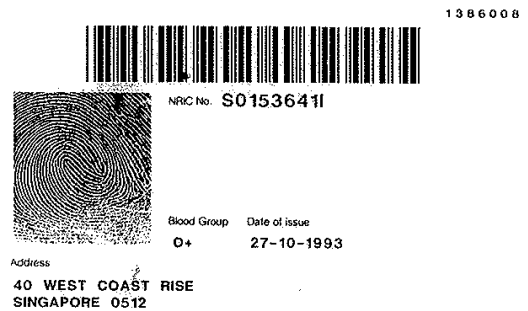 1386008
NRIC No. S0153641I
Blood Group Date of issue
O+ 27-10-1993
Address
40 WEST COAST RISE
SINGAPORE 0512